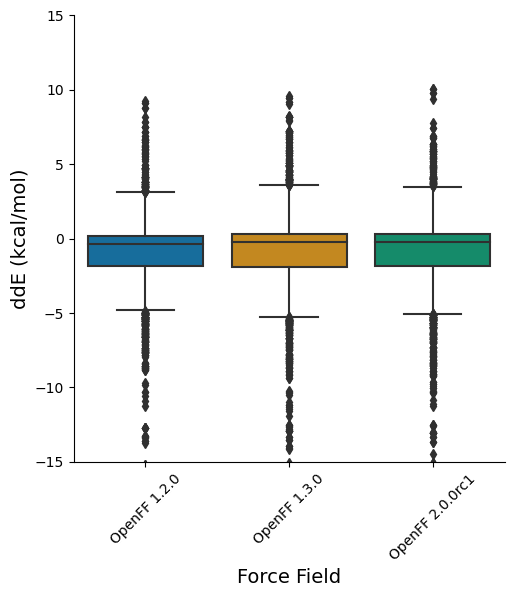 15
10
5
0
−5
−10
−15
ddE (kcal/mol)
OpenFF 1.2.0
OpenFF 1.3.0
OpenFF 2.0.0rc1
Force Field